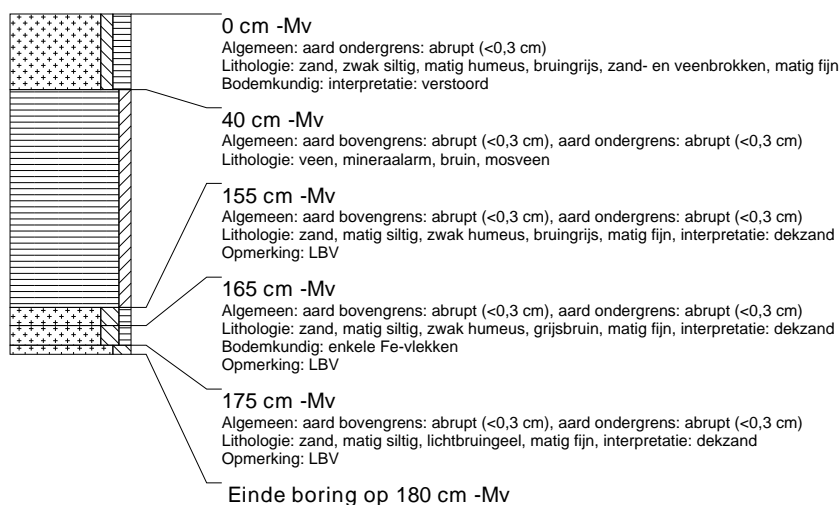 0 cm -Mv
Algemeen: aard ondergrens: abrupt (<0,3 cm)
Lithologie: zand, zwak siltig, matig humeus, bruingrijs, zand- en veenbrokken, matig fijn
Bodemkundig: interpretatie: verstoord
40 cm -Mv
Algemeen: aard bovengrens: abrupt (<0,3 cm), aard ondergrens: abrupt (<0,3 cm)
Lithologie: veen, mineraalarm, bruin, mosveen
155 cm -Mv
Algemeen: aard bovengrens: abrupt (<0,3 cm), aard ondergrens: abrupt (<0,3 cm)
Lithologie: zand, matig siltig, zwak humeus, bruingrijs, matig fijn, interpretatie: dekzand
Opmerking: LBV
165 cm -Mv
Algemeen: aard bovengrens: abrupt (<0,3 cm), aard ondergrens: abrupt (<0,3 cm)
Lithologie: zand, matig siltig, zwak humeus, grijsbruin, matig fijn, interpretatie: dekzand
Bodemkundig: enkele Fe-vlekken
Opmerking: LBV
175 cm -Mv
Algemeen: aard bovengrens: abrupt (<0,3 cm), aard ondergrens: abrupt (<0,3 cm)
Lithologie: zand, matig siltig, lichtbruingeel, matig fijn, interpretatie: dekzand
Opmerking: LBV
Einde boring op 180 cm -Mv